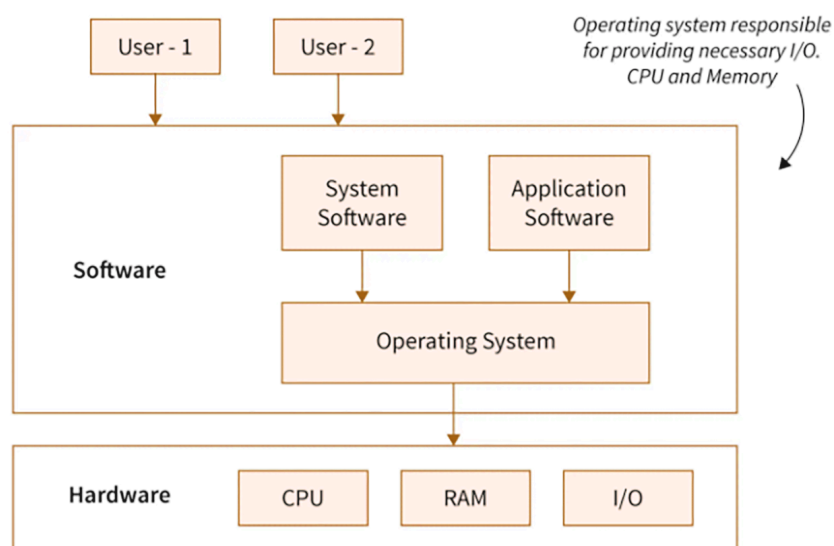 User - 1
User - 2
Operating system responsible
for providing necessary I/O.
CPU and Memory
System
Software
Application
Software
Software
Operating System
Hardware
CPU
RAM
I/O